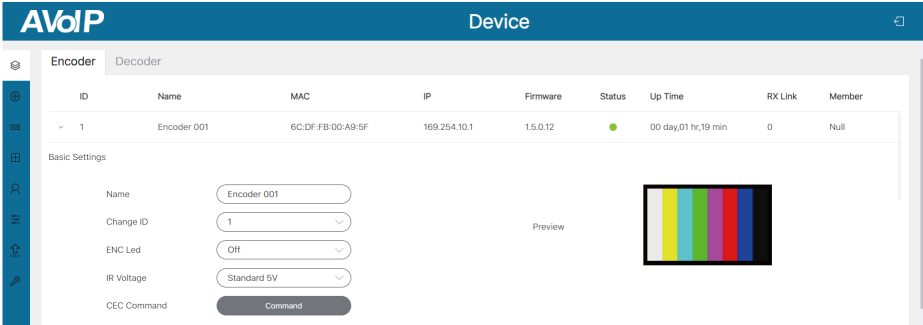 AVoIP Device
Encoder Decoder
ID Name MAC IP Firmware Status Up Time RX Link Member
1 Encoder 001 6C:DF:FB:00:A9:5F 169.254.10.1 1.5.0.12 00 day,01 hr,19 min 0 Null
Basic Settings
Name Encoder 001
Change ID 1
Preview
ENC Led Off
IR Voltage Standard 5V
CEC Command Command